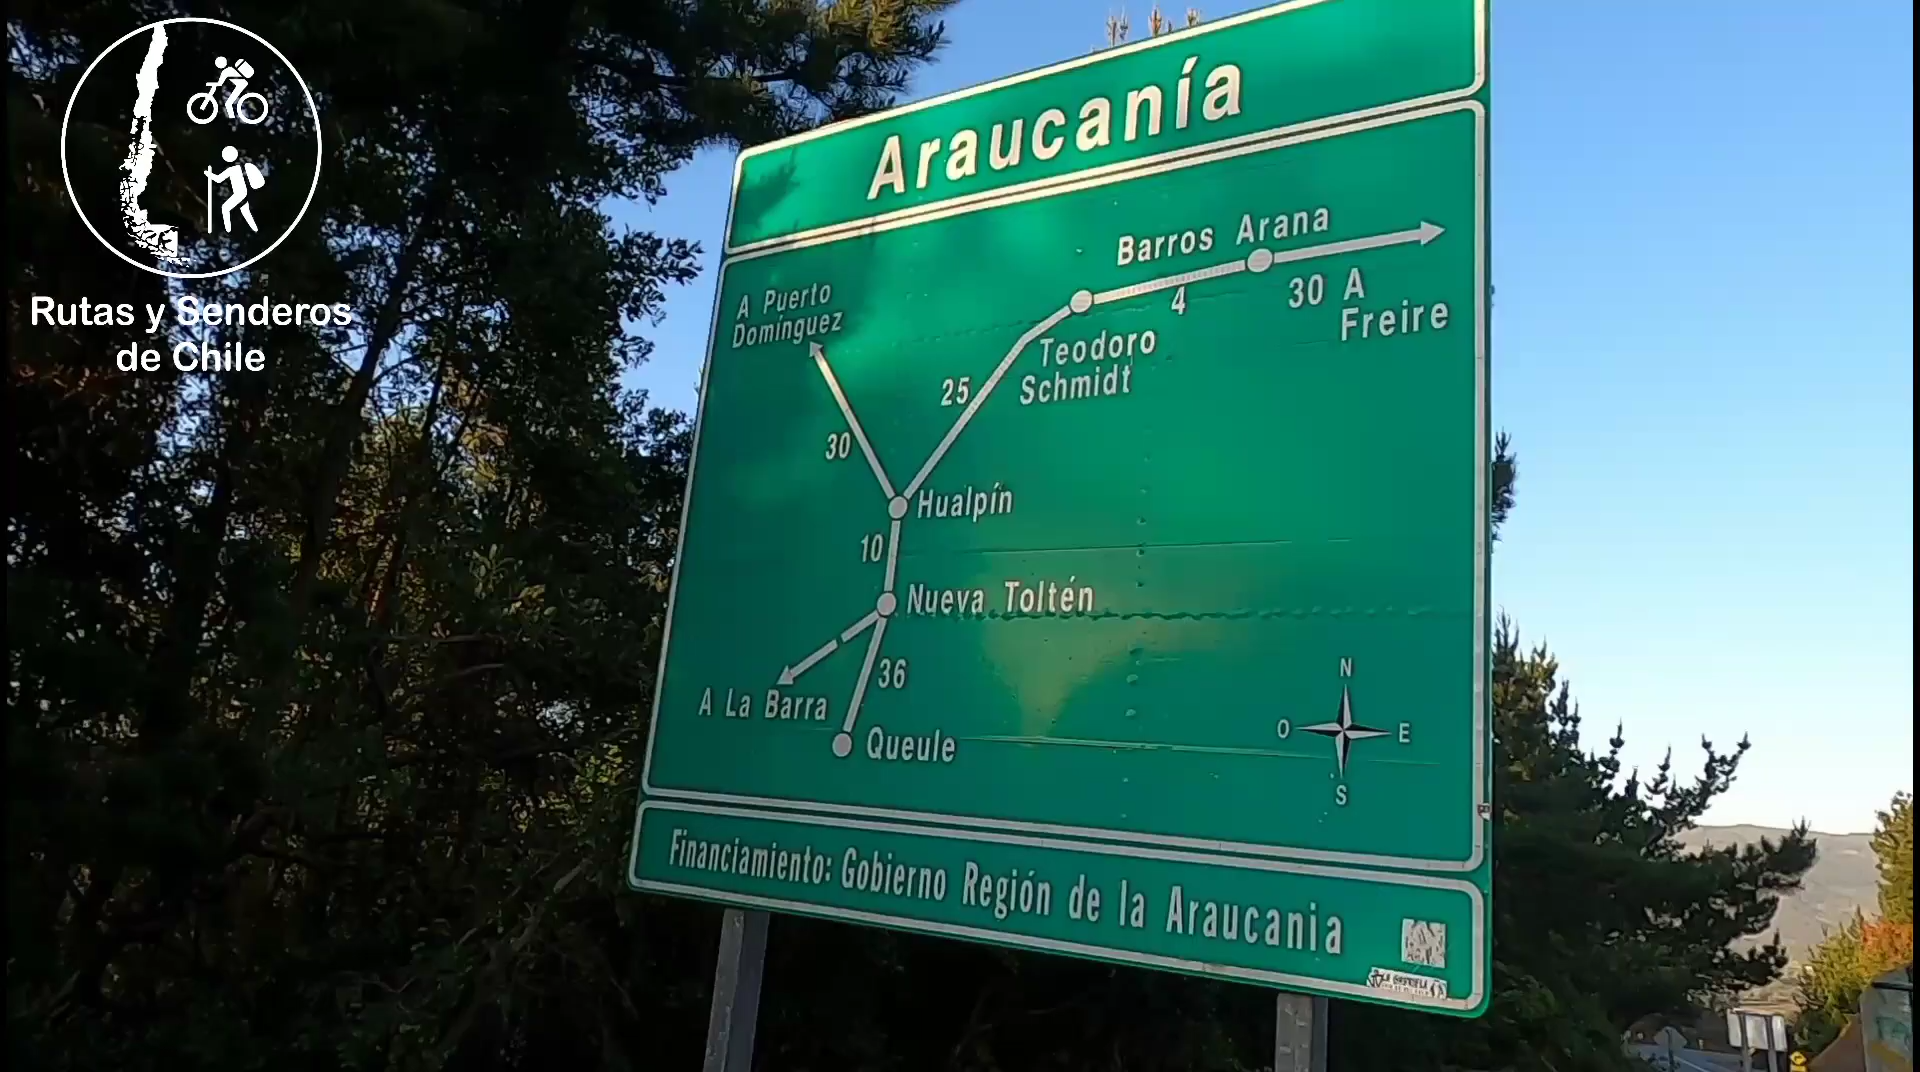 Rutas y Senderos
de Chile
Araucanía
Barros Arana
4
30 A
Freire
A Puerto
Domínguez
Teodoro
Schmidt
25
30
Hualpín
10
Nueva Toltén
36
A La Barra
Queule
N
O
E
S
Financiamiento: Gobierno Región de la Araucania